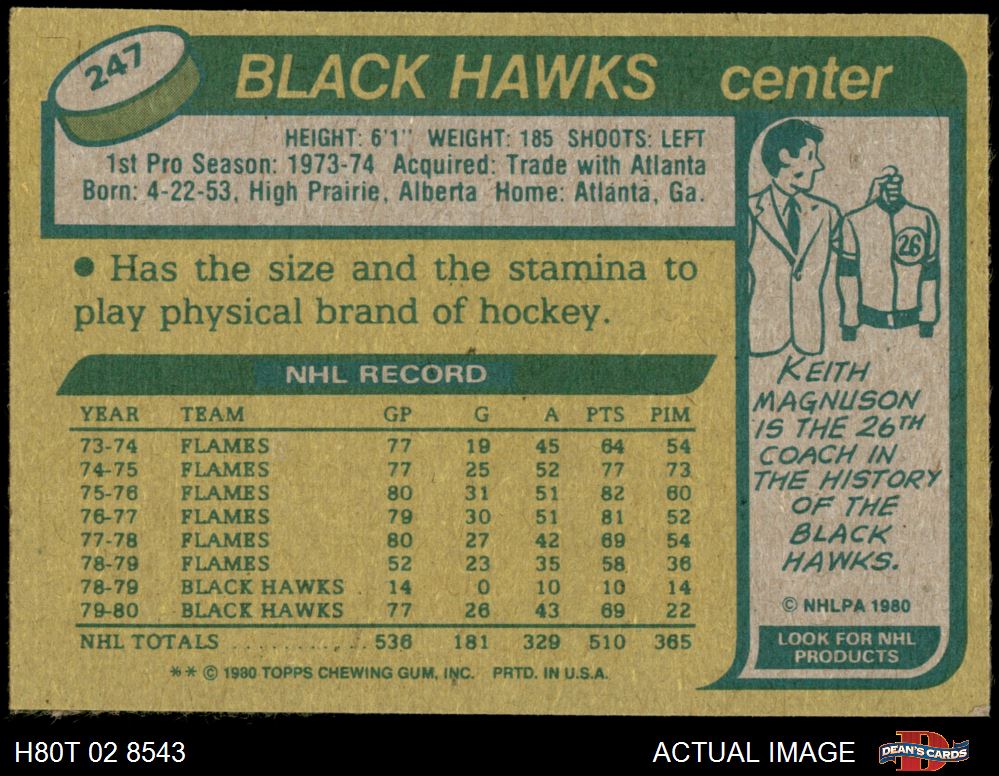 247
BLACK HAWKS center
HEIGHT: 6'1" WEIGHT: 185 SHOOTS: LEFT
1st Pro Season: 1973-74 Acquired: Trade with Atlanta
Born: 4-22-53, High Prairie, Alberta Home: Atlanta, Ga.
● Has the size and the stamina to
play physical brand of hockey.
NHL RECORD
YEAR TEAM GP G A PTS PIM
73-74 FLAMES 77 19 45 64 54
74-75 FLAMES 77 25 52 77 73
75-76 FLAMES 80 31 51 82 60
76-77 FLAMES 79 30 51 81 52
77-78 FLAMES 80 27 42 69 54
78-79 FLAMES 52 23 35 58 36
78-79 BLACK HAWKS . 14 0 10 10 14
79-80 BLACK HAWKS 77 26 43 69 22
NHL TOTALS ............. 536 181 329 510 365
** © 1980 TOPPS CHEWING GUM, INC. PRTD. IN U.S.A.
26
KEITH
MAGNUSON
IS THE 26TH
COACH IN
THE HISTORY
OF THE
BLACK
HAWKS.
© NHLPA 1980
LOOK FOR NHL
PRODUCTS
H80T 02 8543 ACTUAL IMAGE
DEAN'S CARDS